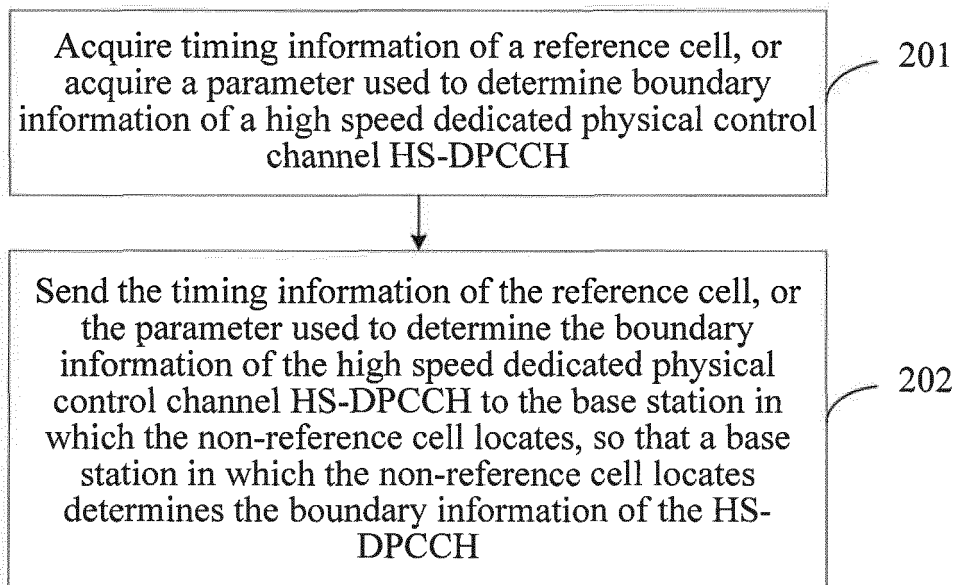 Acquire timing information of a reference cell, or
acquire a parameter used to determine boundary
information of a high speed dedicated physical control
channel HS-DPCCH
201
Send the timing information of the reference cell, or
the parameter used to determine the boundary
information of the high speed dedicated physical
control channel HS-DPCCH to the base station in
which the non-reference cell locates, so that a base
station in which the non-reference cell locates
determines the boundary information of the HS-
DPCCH
202